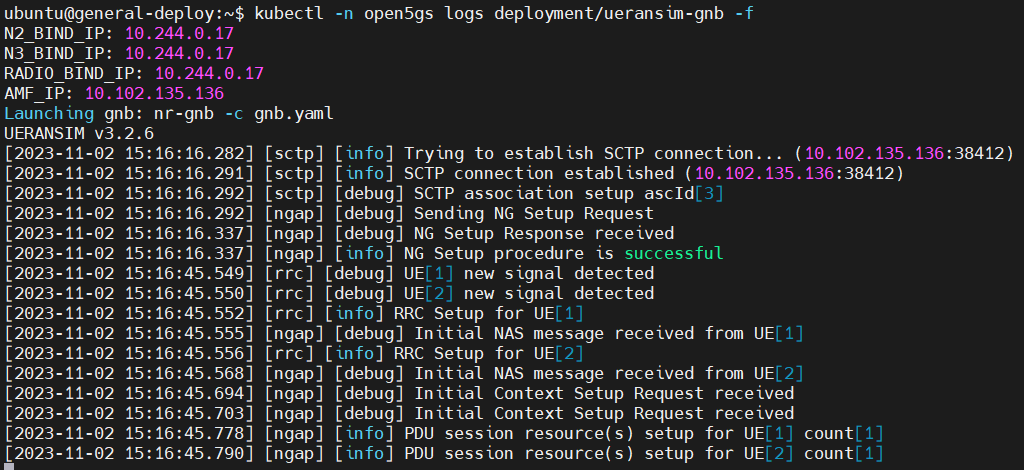 ubuntu@general-deploy:~$ kubectl -n open5gs logs deployment/ueransim-gnb -f
N2_BIND_IP: 10.244.0.17
N3_BIND_IP: 10.244.0.17
RADIO_BIND_IP: 10.244.0.17
AMF_IP: 10.102.135.136
Launching gnb: nr-gnb -c gnb.yaml
UERANSIM v3.2.6
[2023-11-02 15:16:16.282] [sctp] [info] Trying to establish SCTP connection... (10.102.135.136:38412)
[2023-11-02 15:16:16.291] [sctp] [info] SCTP connection established (10.102.135.136:38412)
[2023-11-02 15:16:16.292] [sctp] [debug] SCTP association setup ascId[3]
[2023-11-02 15:16:16.292] [ngap] [debug] Sending NG Setup Request
[2023-11-02 15:16:16.337] [ngap] [debug] NG Setup Response received
[2023-11-02 15:16:16.337] [ngap] [info] NG Setup procedure is successful
[2023-11-02 15:16:45.549] [rrc] [debug] UE[1] new signal detected
[2023-11-02 15:16:45.550] [rrc] [debug] UE[2] new signal detected
[2023-11-02 15:16:45.552] [rrc] [info] RRC Setup for UE[1]
[2023-11-02 15:16:45.555] [ngap] [debug] Initial NAS message received from UE[1]
[2023-11-02 15:16:45.556] [rrc] [info] RRC Setup for UE[2]
[2023-11-02 15:16:45.568] [ngap] [debug] Initial NAS message received from UE[2]
[2023-11-02 15:16:45.694] [ngap] [debug] Initial Context Setup Request received
[2023-11-02 15:16:45.703] [ngap] [debug] Initial Context Setup Request received
[2023-11-02 15:16:45.778] [ngap] [info] PDU session resource(s) setup for UE[1] count[1]
[2023-11-02 15:16:45.790] [ngap] [info] PDU session resource(s) setup for UE[2] count[1]